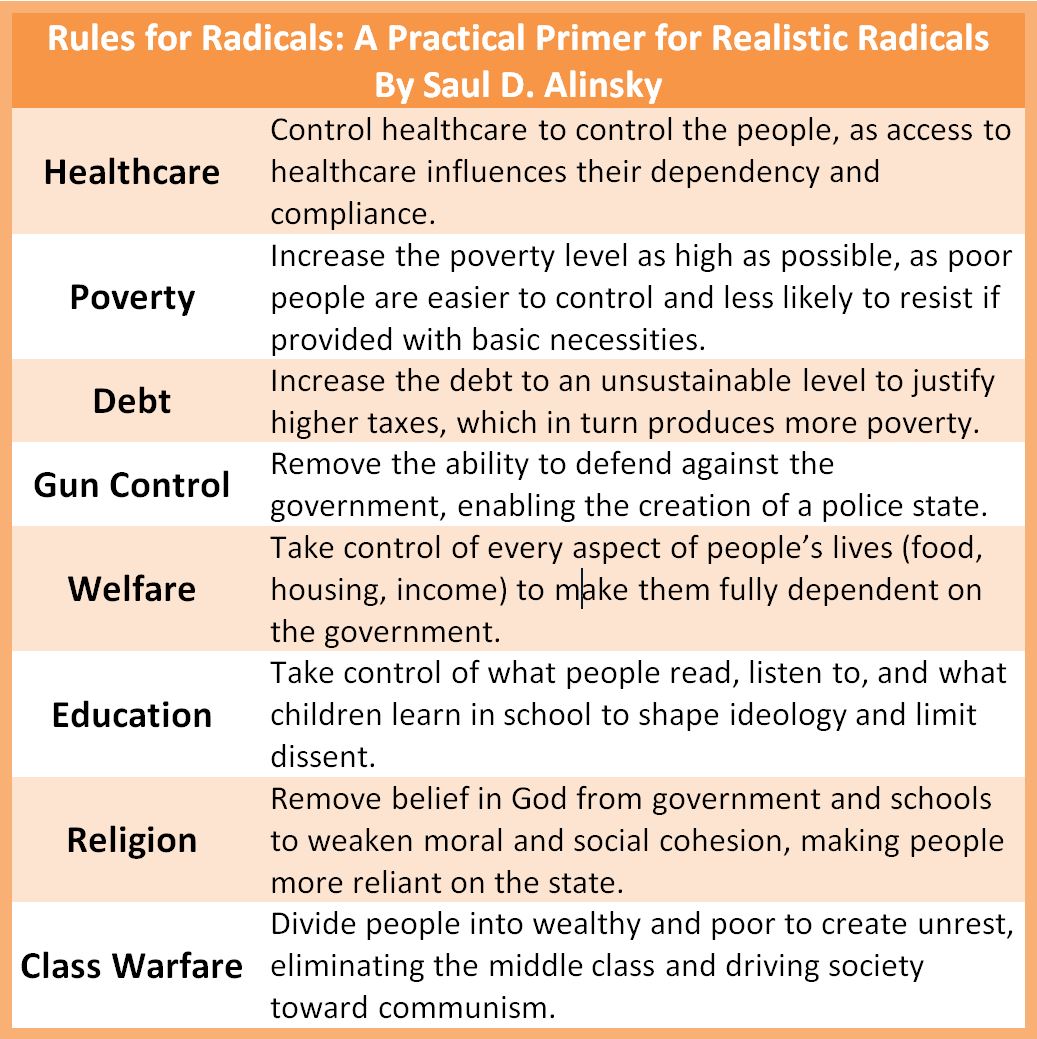 Rules for Radicals: A Practical Primer for Realistic Radicals
By Saul D. Alinsky
Healthcare
Control healthcare to control the people, as access to
healthcare influences their dependency and
compliance.
Poverty
Increase the poverty level as high as possible, as poor
people are easier to control and less likely to resist if
provided with basic necessities.
Debt
Increase the debt to an unsustainable level to justify
higher taxes, which in turn produces more poverty.
Gun Control
Remove the ability to defend against the
government, enabling the creation of a police state.
Welfare
Take control of every aspect of people’s lives (food,
housing, income) to make them fully dependent on
the government.
Education
Take control of what people read, listen to, and what
children learn in school to shape ideology and limit
dissent.
Religion
Remove belief in God from government and schools
to weaken moral and social cohesion, making people
more reliant on the state.
Class Warfare
Divide people into wealthy and poor to create unrest,
eliminating the middle class and driving society
toward communism.